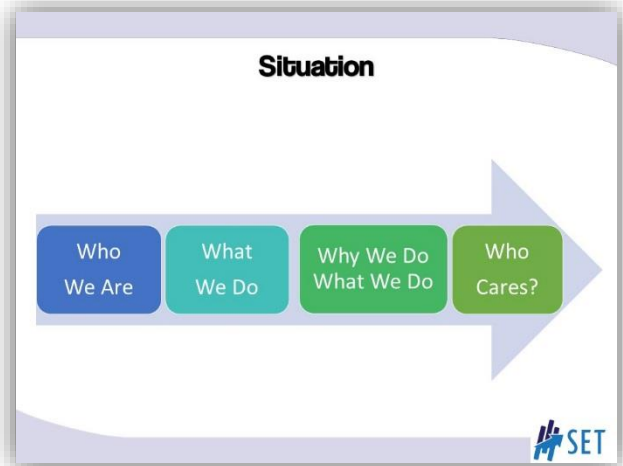 Situation
Who
We Are
What
We Do
Why We Do
What We Do
Who
Cares?
SET